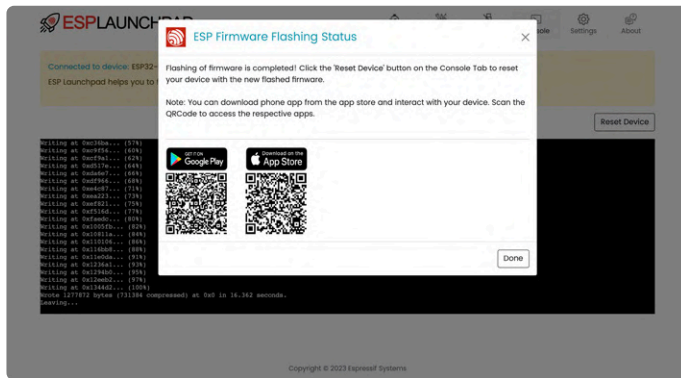 ESPLAUNCHPAD
Console
Settings
About
Connected to device: ESP32-
ESP Launchpad helps you to
Reset Device
ESP Firmware Flashing Status
Flashing of firmware is completed! Click the 'Reset Device' button on the Console Tab to reset
your device with the new flashed firmware.
Note: You can download phone app from the app store and interact with your device. Scan the
QRCode to access the respective apps.
GET IT ON
Google Play
Download on the
App Store
Done
Writing at 0xc36ba... (57%)
Writing at 0xc9f56... (60%)
Writing at 0xcf9a1... (62%)
Writing at 0xd517e... (64%)
Writing at 0xdade7... (66%)
Writing at 0xdf966... (68%)
Writing at 0xe4c87... (71%)
Writing at 0xea223... (73%)
Writing at 0xef821... (75%)
Writing at 0xf516d... (77%)
Writing at 0xfaedc... (80%)
Writing at 0x1005fb... (82%)
Writing at 0x10811a... (84%)
Writing at 0x110106... (86%)
Writing at 0x116bb8... (88%)
Writing at 0x11e0da... (91%)
Writing at 0x1236a1... (93%)
Writing at 0x1294b0... (95%)
Writing at 0x12eeb2... (97%)
Writing at 0x1344d2... (100%)
Wrote 1277872 bytes (731386 compressed) at 0x0 in 16.362 seconds.
Leaving...
Copyright © 2023 Espressif Systems